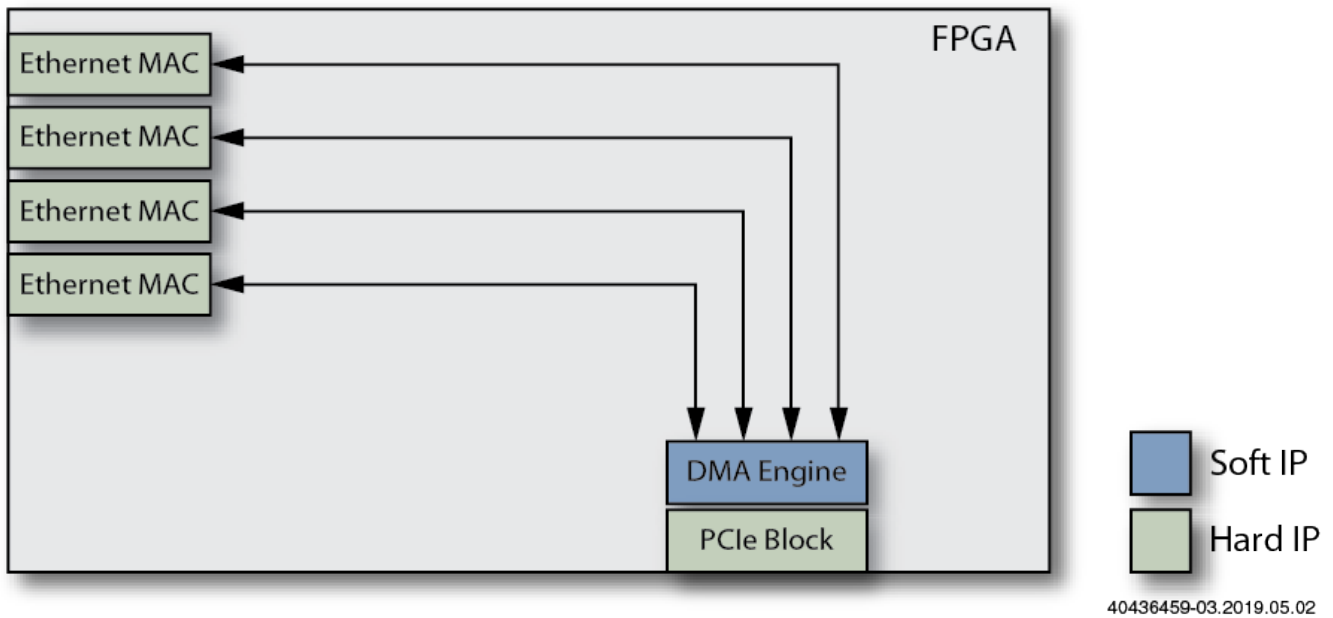 FPGA
Ethernet MAC
Ethernet MAC
Ethernet MAC
Ethernet MAC
DMA Engine
PCIe Block
Soft IP
Hard IP
40436459-03.2019.05.02